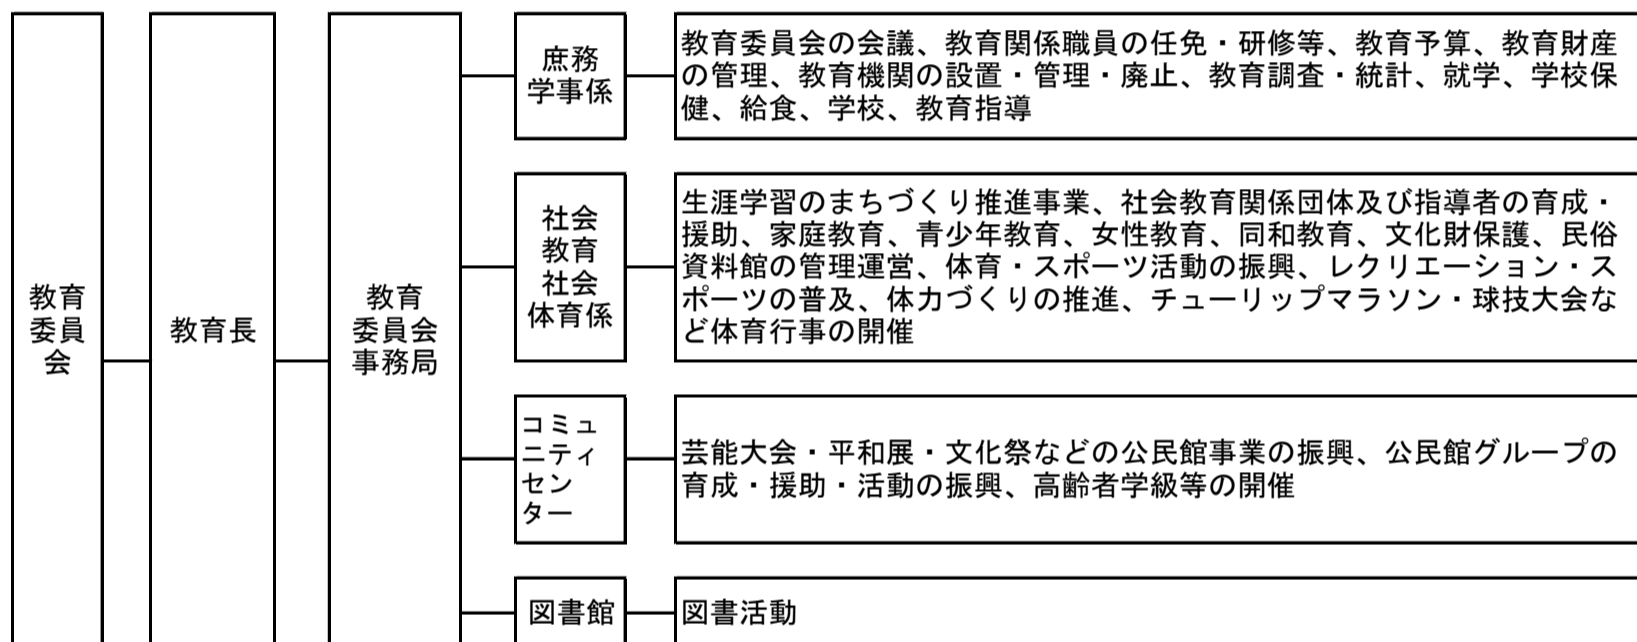 教育
委員
会
教育長
教育
委員会
事務局
庶務
学事係
教育委員会の会議、教育関係職員の任免・研修等、教育予算、教育財産
の管理、教育機関の設置・管理・廃止、教育調査・統計、就学、学校保
健、給食、学校、教育指導
社会
教育
社会
体育係
生涯学習のまちづくり推進事業、社会教育関係団体及び指導者の育成・
援助、家庭教育、青少年教育、女性教育、同和教育、文化財保護、民俗
資料館の管理運営、体育・スポーツ活動の振興、レクリエーション・ス
ポーツの普及、体力づくりの推進、チューリップマラソン・球技大会な
ど体育行事の開催
コミュ
ニティ
セン
ター
芸能大会・平和展・文化祭などの公民館事業の振興、公民館グループの
育成・援助・活動の振興、高齢者学級等の開催
図書館
図書活動